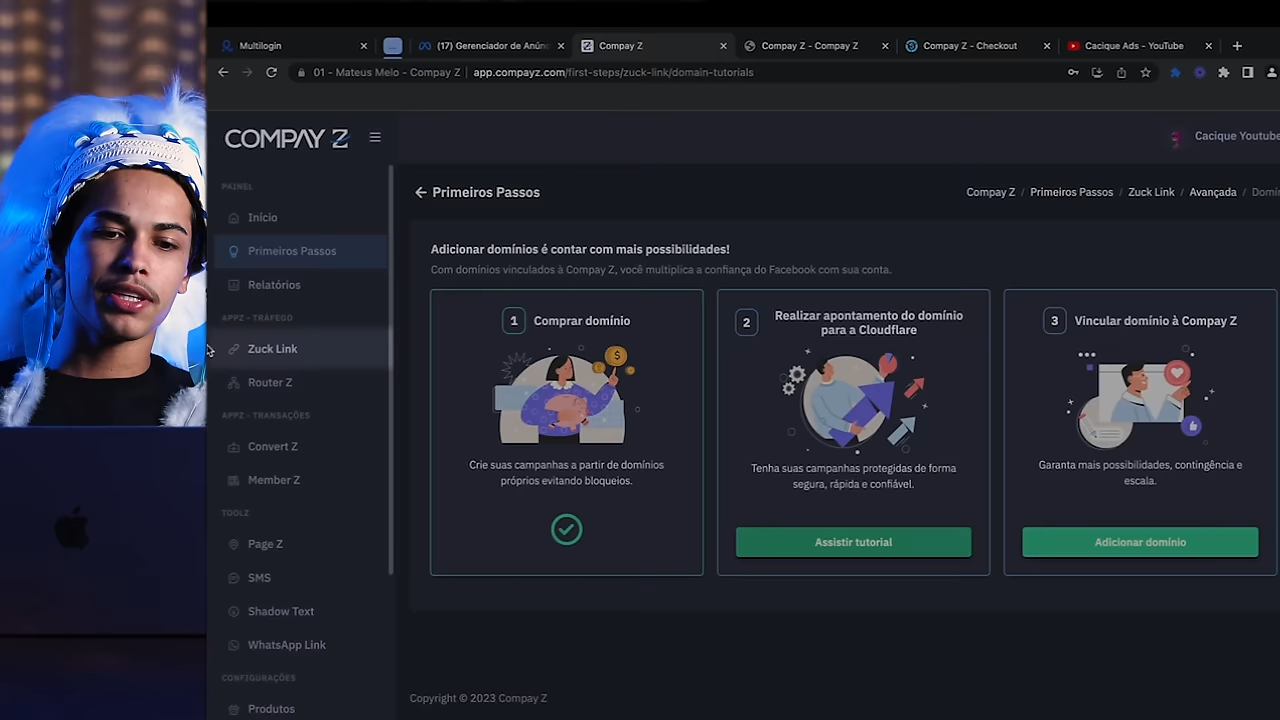 Multilogin
(17) Gerenciador de Anún
Compay Z
Compay Z - Compay Z
Compay Z - Checkout
Cacique Ads - YouTube
01 - Mateus Melo - Compay Z
app.compayz.com/first-steps/zuck-link/domain-tutorials
COMPAY Z
Cacique Youtube
PAINEL
Início
Primeiros Passos
Relatórios
APPZ - TRÁFEGO
Zuck Link
Router Z
APPZ - TRANSAÇÕES
Convert Z
Member Z
TOOLZ
Page Z
SMS
Shadow Text
WhatsApp Link
CONFIGURAÇÕES
Produtos
Primeiros Passos
Compay Z / Primeiros Passos / Zuck Link / Avançada / Domí
Adicionar domínios é contar com mais possibilidades!
Com domínios vinculados à Compay Z, você multiplica a confiança do Facebook com sua conta.
1 Comprar domínio
Crie suas campanhas a partir de domínios
próprios evitando bloqueios.
2 Realizar apontamento do domínio
para a Cloudflare
Tenha suas campanhas protegidas de forma
segura, rápida e confiável.
Assistir tutorial
3 Vincular domínio à Compay Z
Garanta mais possibilidades, contingência e
escala.
Adicionar domínio
Copyright © 2023 Compay Z